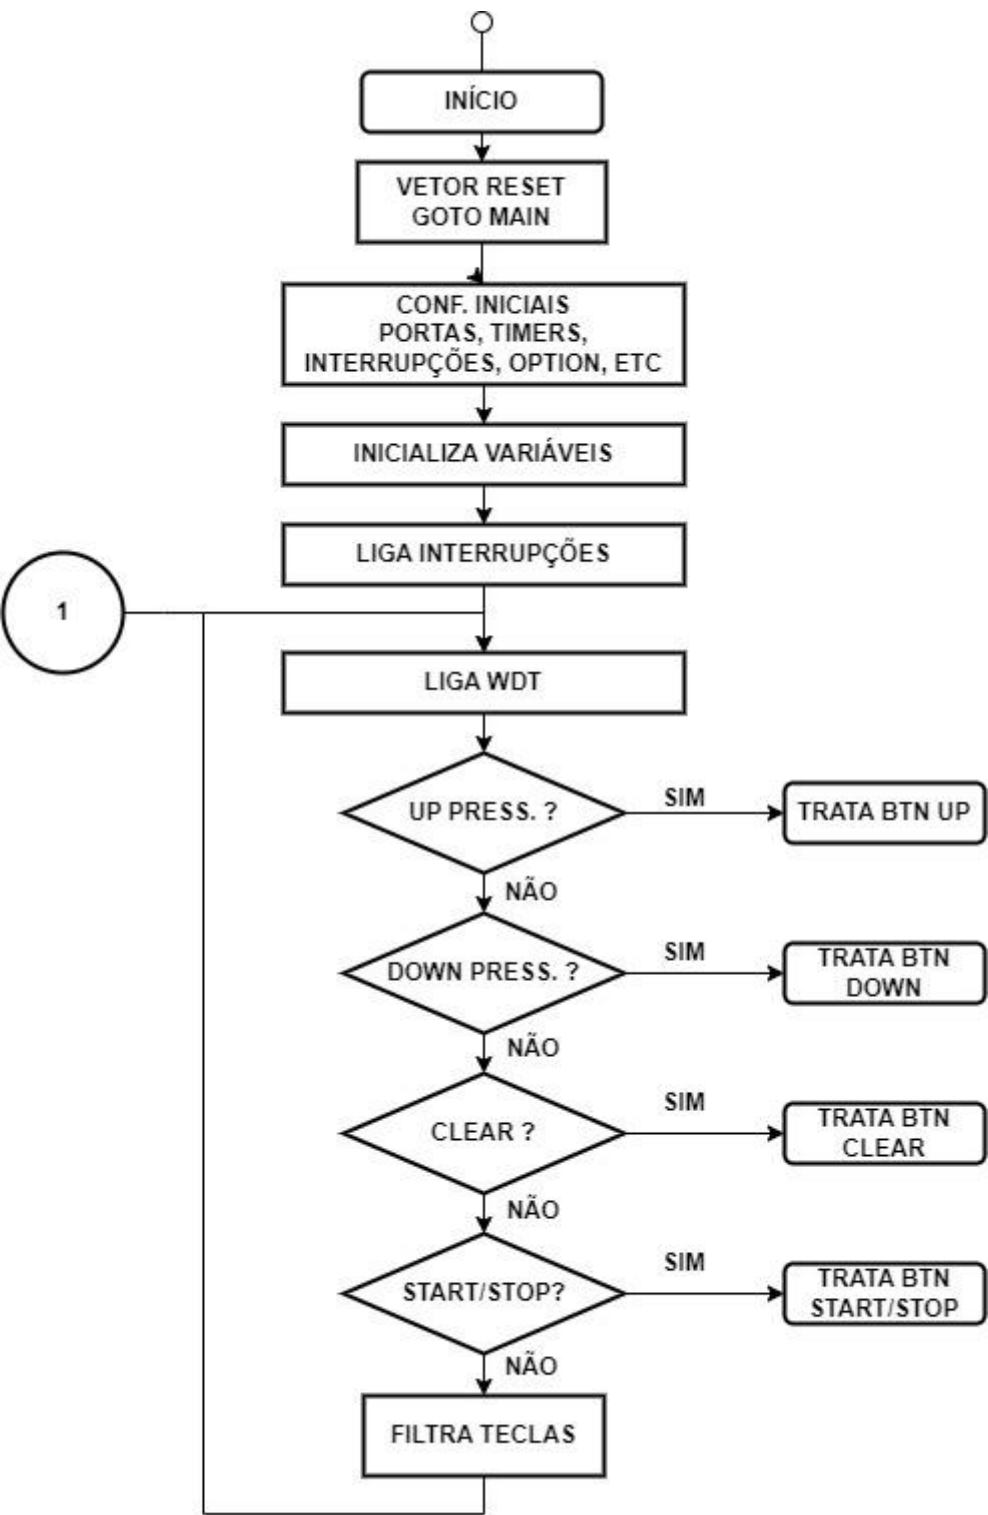 INÍCIO
VETOR RESET
GOTO MAIN
CONF. INICIAIS
PORTAS, TIMERS,
INTERRUPÇÕES, OPTION, ETC
INICIALIZA VARIÁVEIS
LIGA INTERRUPÇÕES
1
LIGA WDT
UP PRESS. ?
SIM
TRATA BTN UP
NÃO
DOWN PRESS. ?
SIM
TRATA BTN
DOWN
NÃO
CLEAR ?
SIM
TRATA BTN
CLEAR
NÃO
START/STOP?
SIM
TRATA BTN
START/STOP
NÃO
FILTRA TECLAS